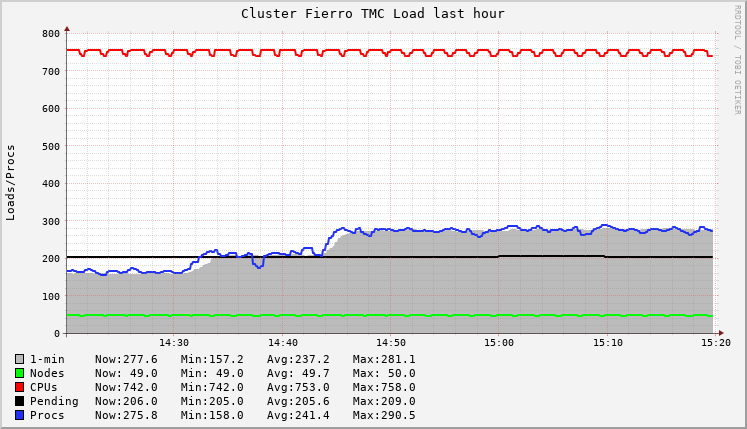 Cluster Fierro TMC Load last hour
RRDTOOL / TOBI OETIKER
Loads/Procs
800
700
600
500
400
300
200
100
0
14:30 14:40 14:50 15:00 15:10 15:20
1-min Now:277.6 Min:157.2 Avg:237.2 Max:281.1
Nodes Now: 49.0 Min: 49.0 Avg: 49.7 Max: 50.0
CPUs Now:742.0 Min:742.0 Avg:753.0 Max:758.0
Pending Now:206.0 Min:205.0 Avg:205.6 Max:209.0
Procs Now:275.8 Min:158.0 Avg:241.4 Max:290.5